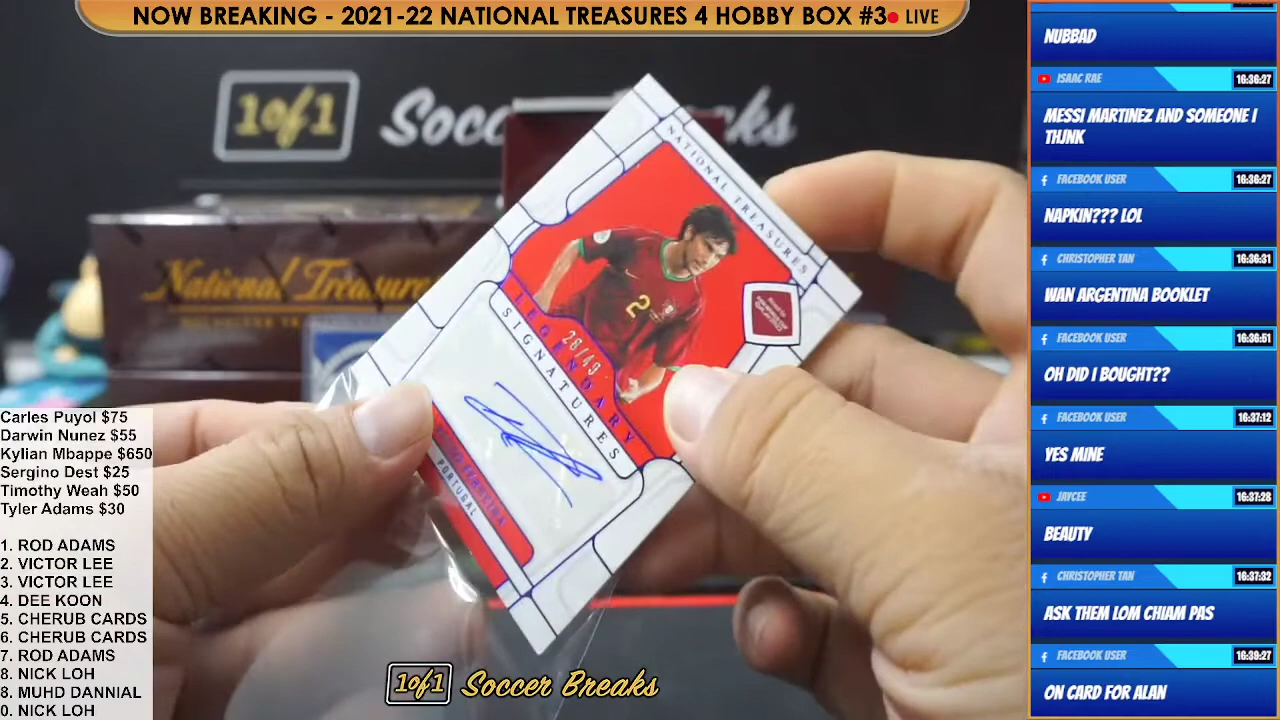 NOW BREAKING - 2021-22 NATIONAL TREASURES 4 HOBBY BOX #3
LIVE
1of1
Socc
aks
National Treasure
NATIONAL TREASURES
2
28/49
LEGENDARY
SIGNATURES
PORTUGAL
Carles Puyol $75
Darwin Nunez $55
Kylian Mbappe $650
Sergino Dest $25
Timothy Weah $50
Tyler Adams $30
1. ROD ADAMS
2. VICTOR LEE
3. VICTOR LEE
4. DEE KOON
5. CHERUB CARDS
6. CHERUB CARDS
7. ROD ADAMS
8. NICK LOH
8. MUHD DANNIAL
0. NICK LOH
1of1 Soccer Breaks
NUBBAD
ISAAC RAE 16:36:27
MESSI MARTINEZ AND SOMEONE I
THJNK
FACEBOOK USER 16:36:27
NAPKIN??? LOL
CHRISTOPHER TAN 16:36:31
WAN ARGENTINA BOOKLET
FACEBOOK USER 16:36:51
OH DID I BOUGHT??
FACEBOOK USER 16:37:12
YES MINE
JAYCEE 16:37:28
BEAUTY
CHRISTOPHER TAN 16:37:32
ASK THEM LOM CHIAM PAS
FACEBOOK USER 16:39:27
ON CARD FOR ALAN